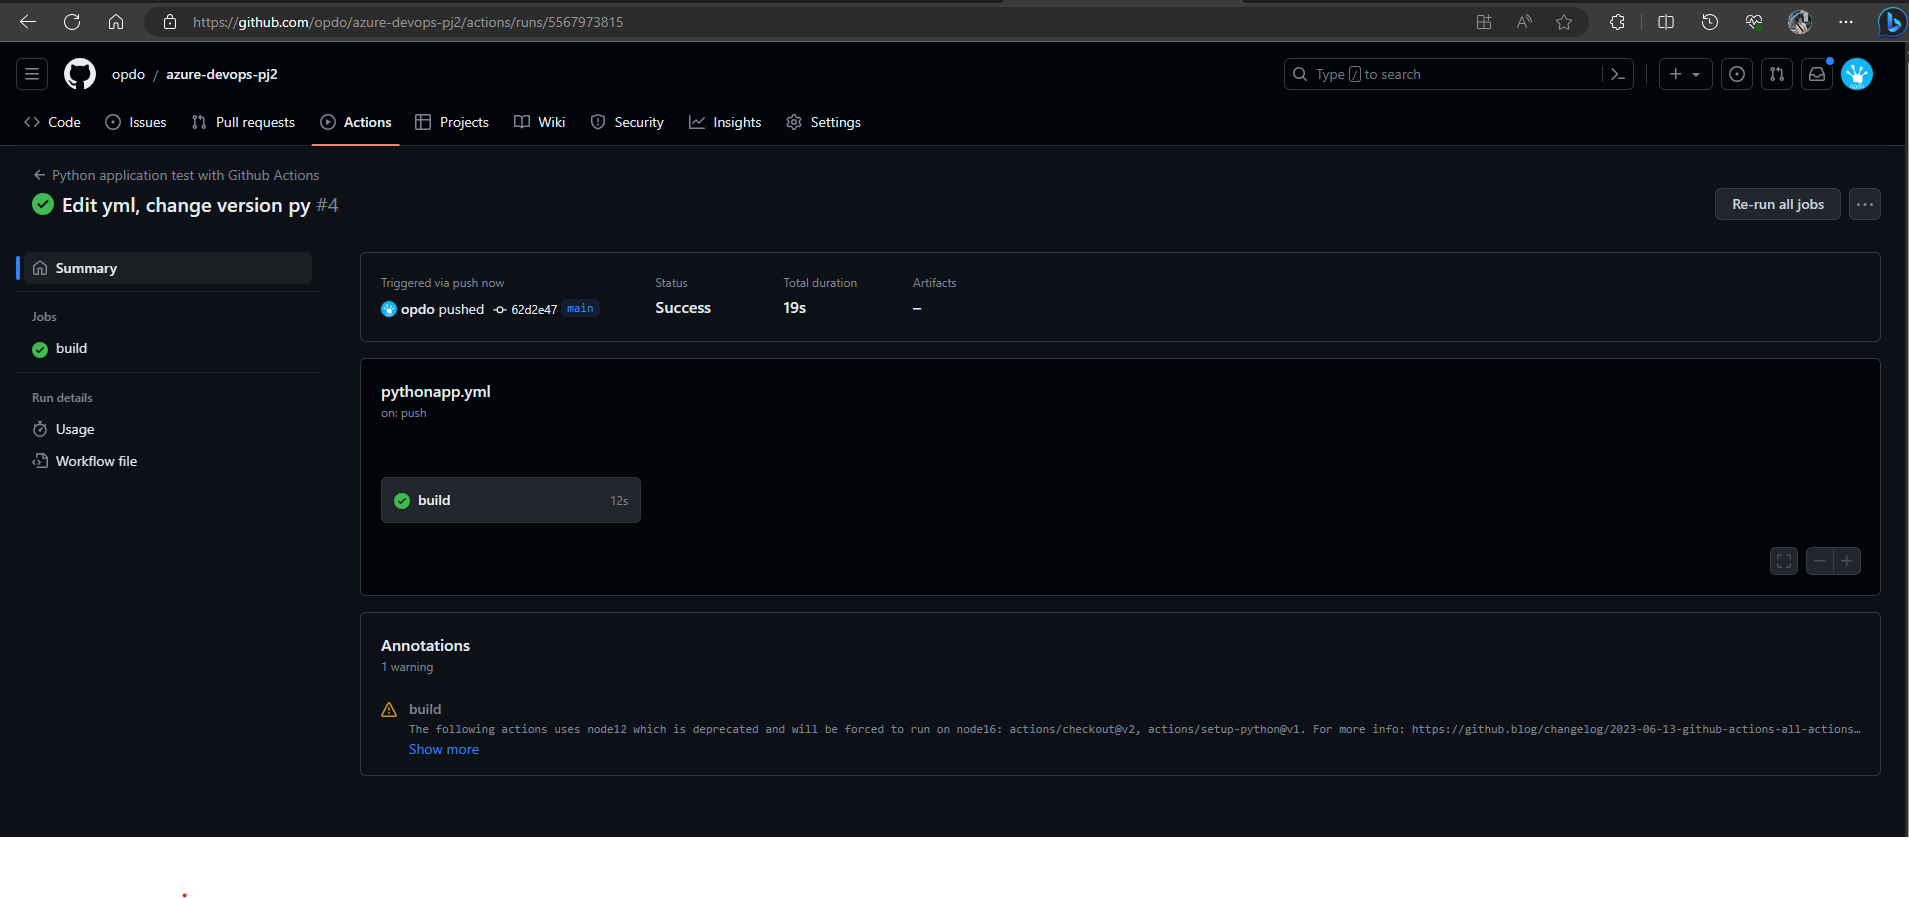 https://github.com/opdo/azure-devops-pj2/actions/runs/5567973815
opdo / azure-devops-pj2
Type / to search
Code Issues Pull requests Actions Projects Wiki Security Insights Settings
Python application test with Github Actions
Edit yml, change version py #4
Re-run all jobs
Summary
Jobs
build
Run details
Usage
Workflow file
Triggered via push now
opdo pushed 62d2e47 main
Status
Success
Total duration
19s
Artifacts
–
pythonapp.yml
on: push
build 12s
Annotations
1 warning
build
The following actions uses node12 which is deprecated and will be forced to run on node16: actions/checkout@v2, actions/setup-python@v1. For more info: https://github.blog/changelog/2023-06-13-github-actions-all-actions…
Show more